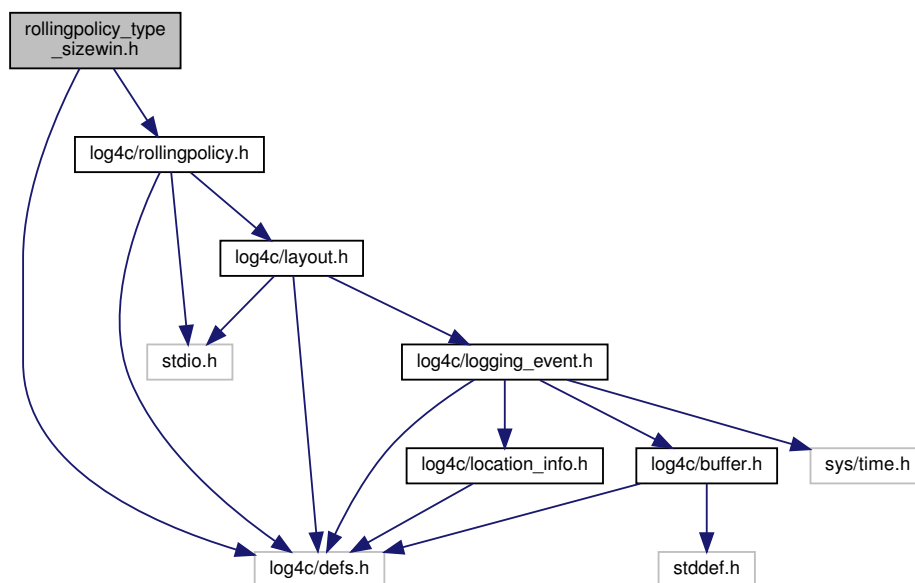 rollingpolicy_type
_sizewin.h
log4c/rollingpolicy.h
log4c/layout.h
stdio.h
log4c/logging_event.h
log4c/location_info.h
log4c/buffer.h
sys/time.h
log4c/defs.h
stddef.h